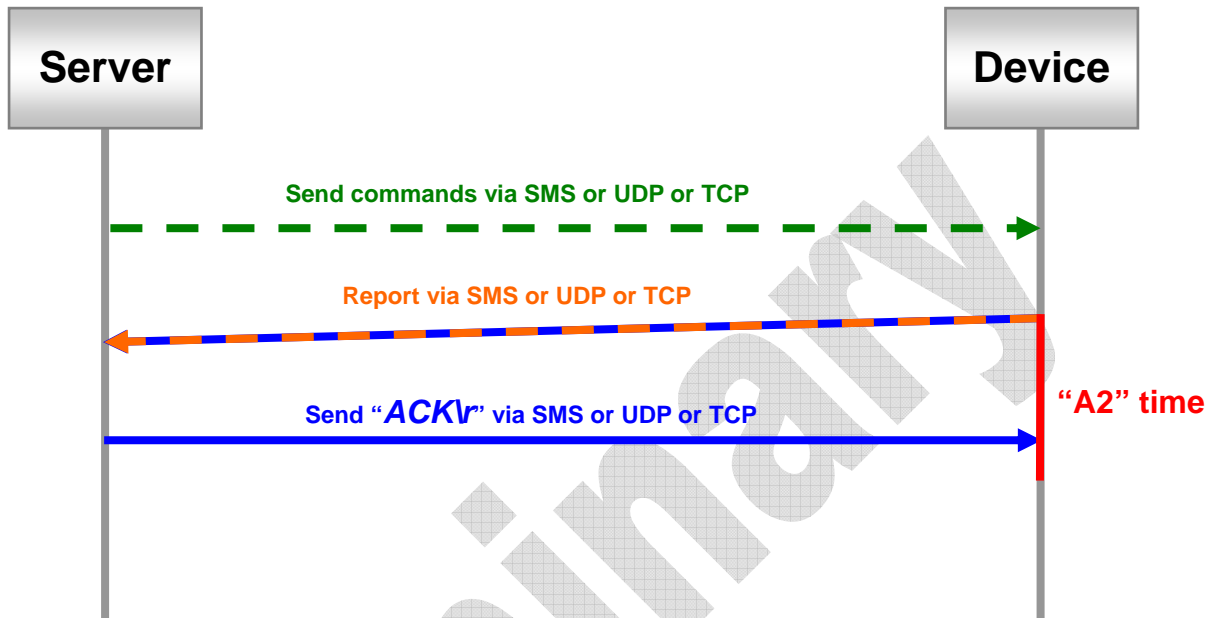 Server
Device
Send commands via SMS or UDP or TCP
Report via SMS or UDP or TCP
Send “ACK\r” via SMS or UDP or TCP
“A2” time